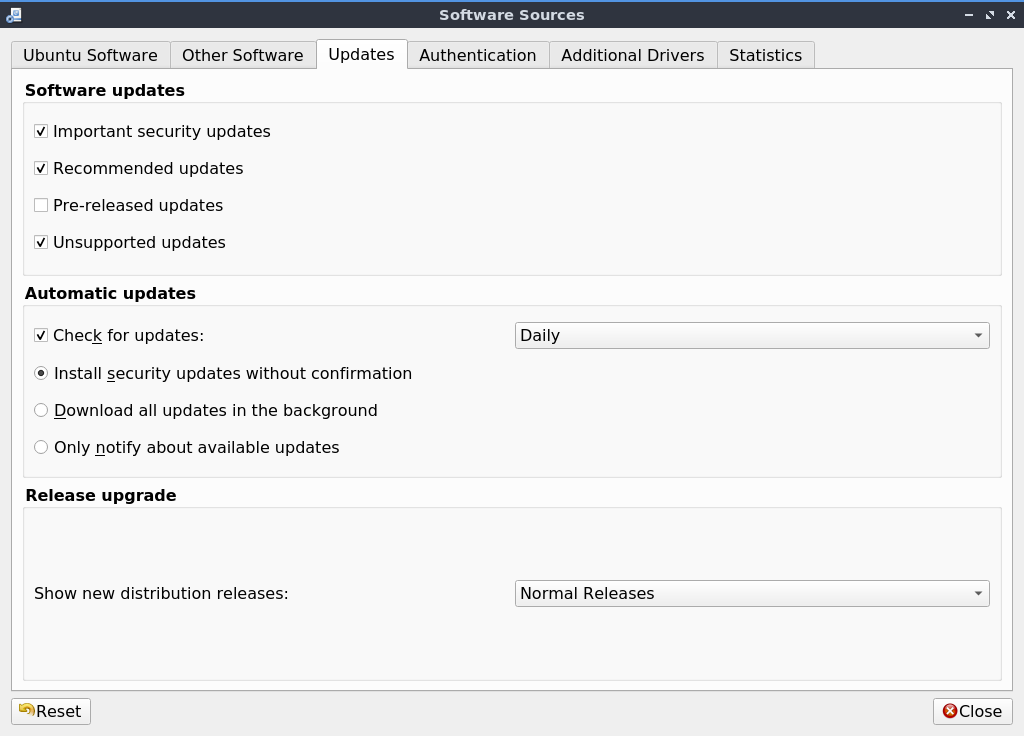 Software Sources
Ubuntu Software Other Software Updates Authentication Additional Drivers Statistics
Software updates
Important security updates
Recommended updates
Pre-released updates
Unsupported updates
Automatic updates
Check for updates: Daily
Install security updates without confirmation
Download all updates in the background
Only notify about available updates
Release upgrade
Show new distribution releases: Normal Releases
Reset Close